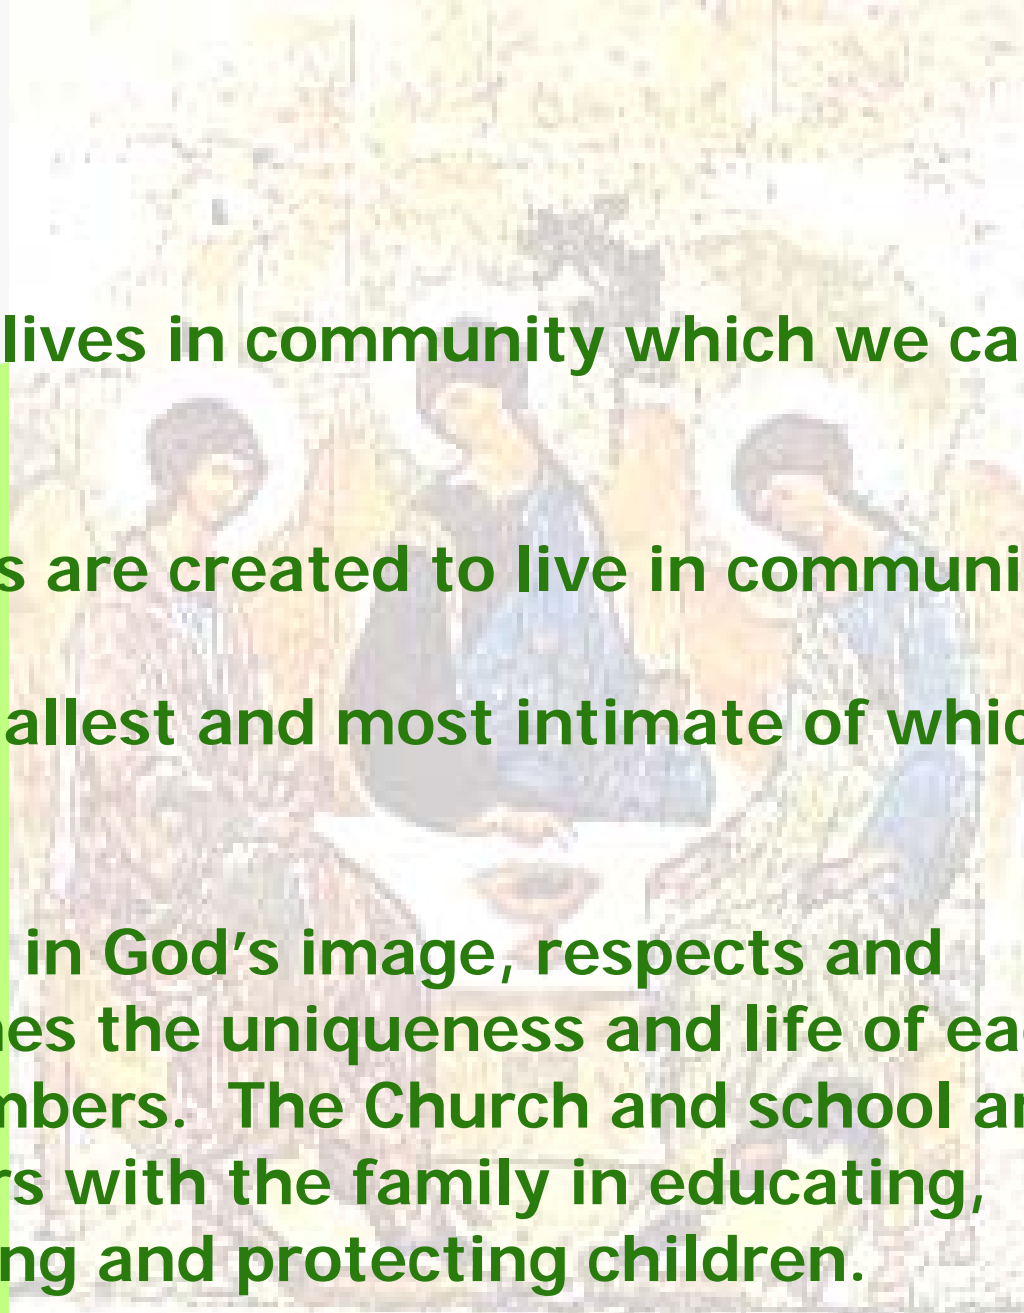 lives in community which we ca
s are created to live in communi
allest and most intimate of whic
in God’s image, respects and
nes the uniqueness and life of ea
mbers.  The Church and school ar
rs with the family in educating,
ng and protecting children.